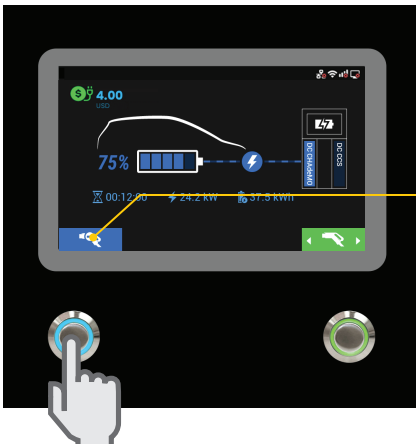 $ 4.00
USD
75%
DC CHAdeMO
DC CCS
00:12:00 24.2 kW 37.5 kWh